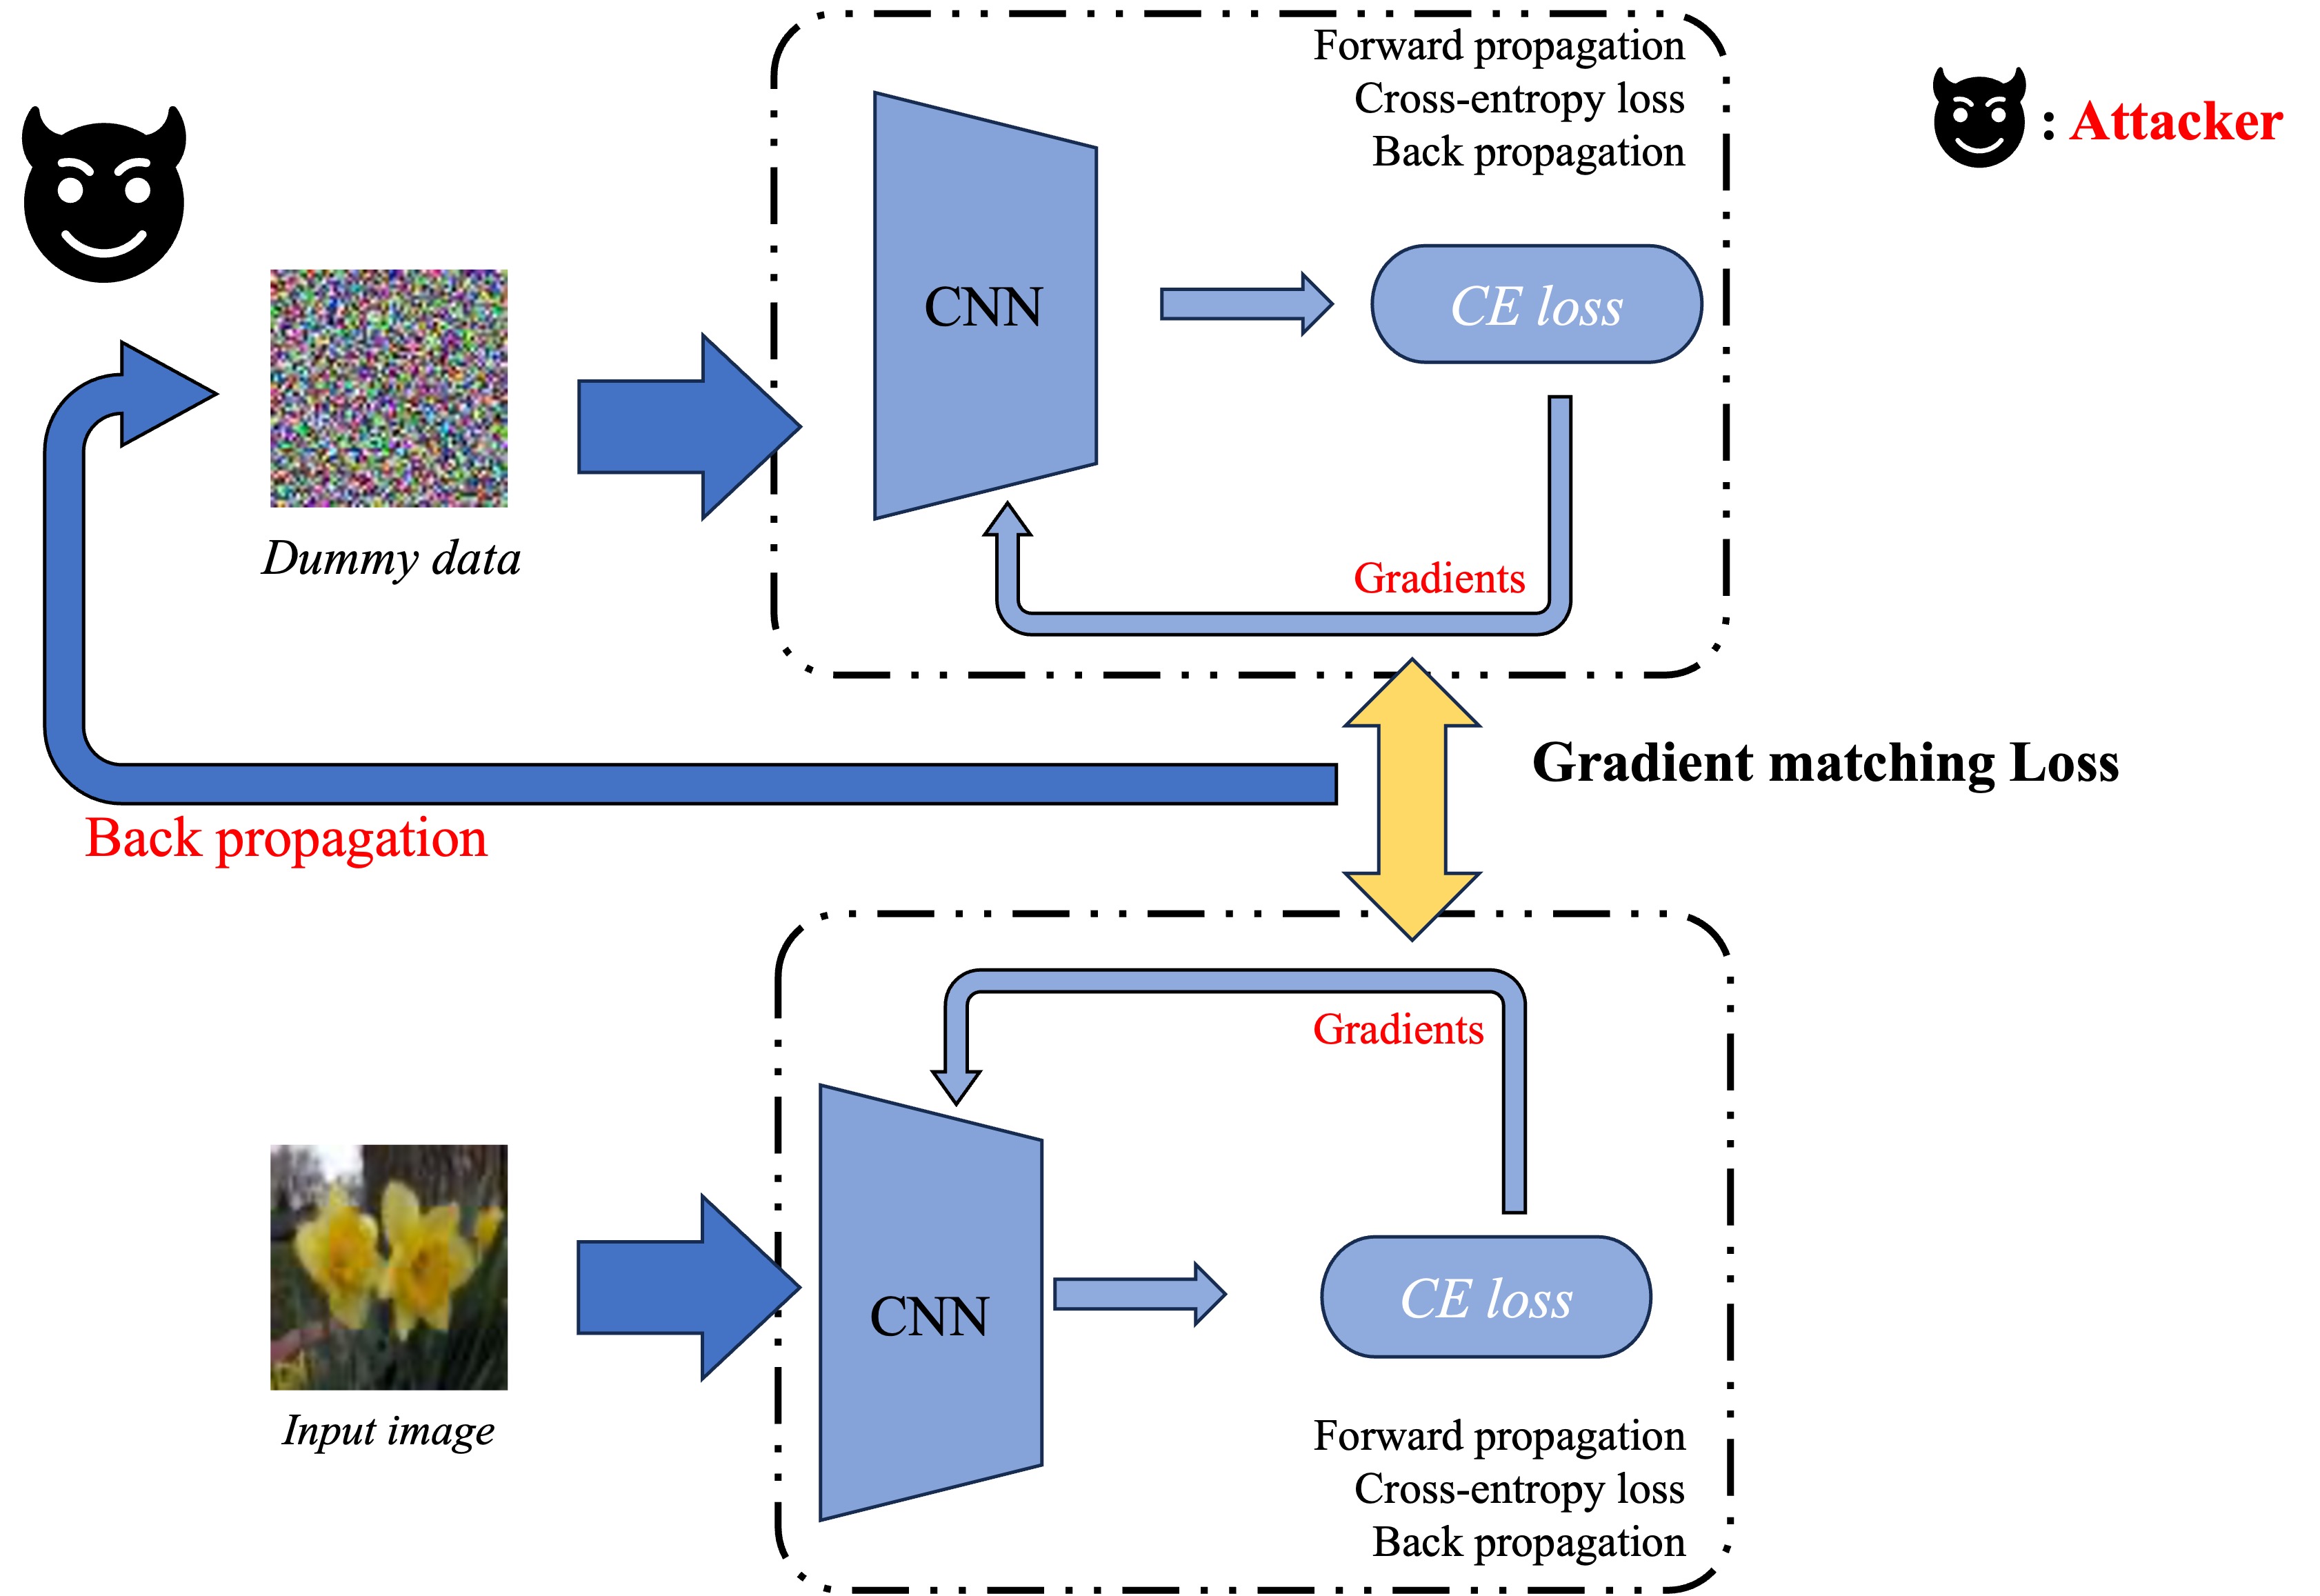 Forward propagation
Cross-entropy loss
Back propagation
: Attacker
CNN
CE loss
Dummy data
Gradients
Gradient matching Loss
Back propagation
Gradients
CNN
CE loss
Input image
Forward propagation
Cross-entropy loss
Back propagation